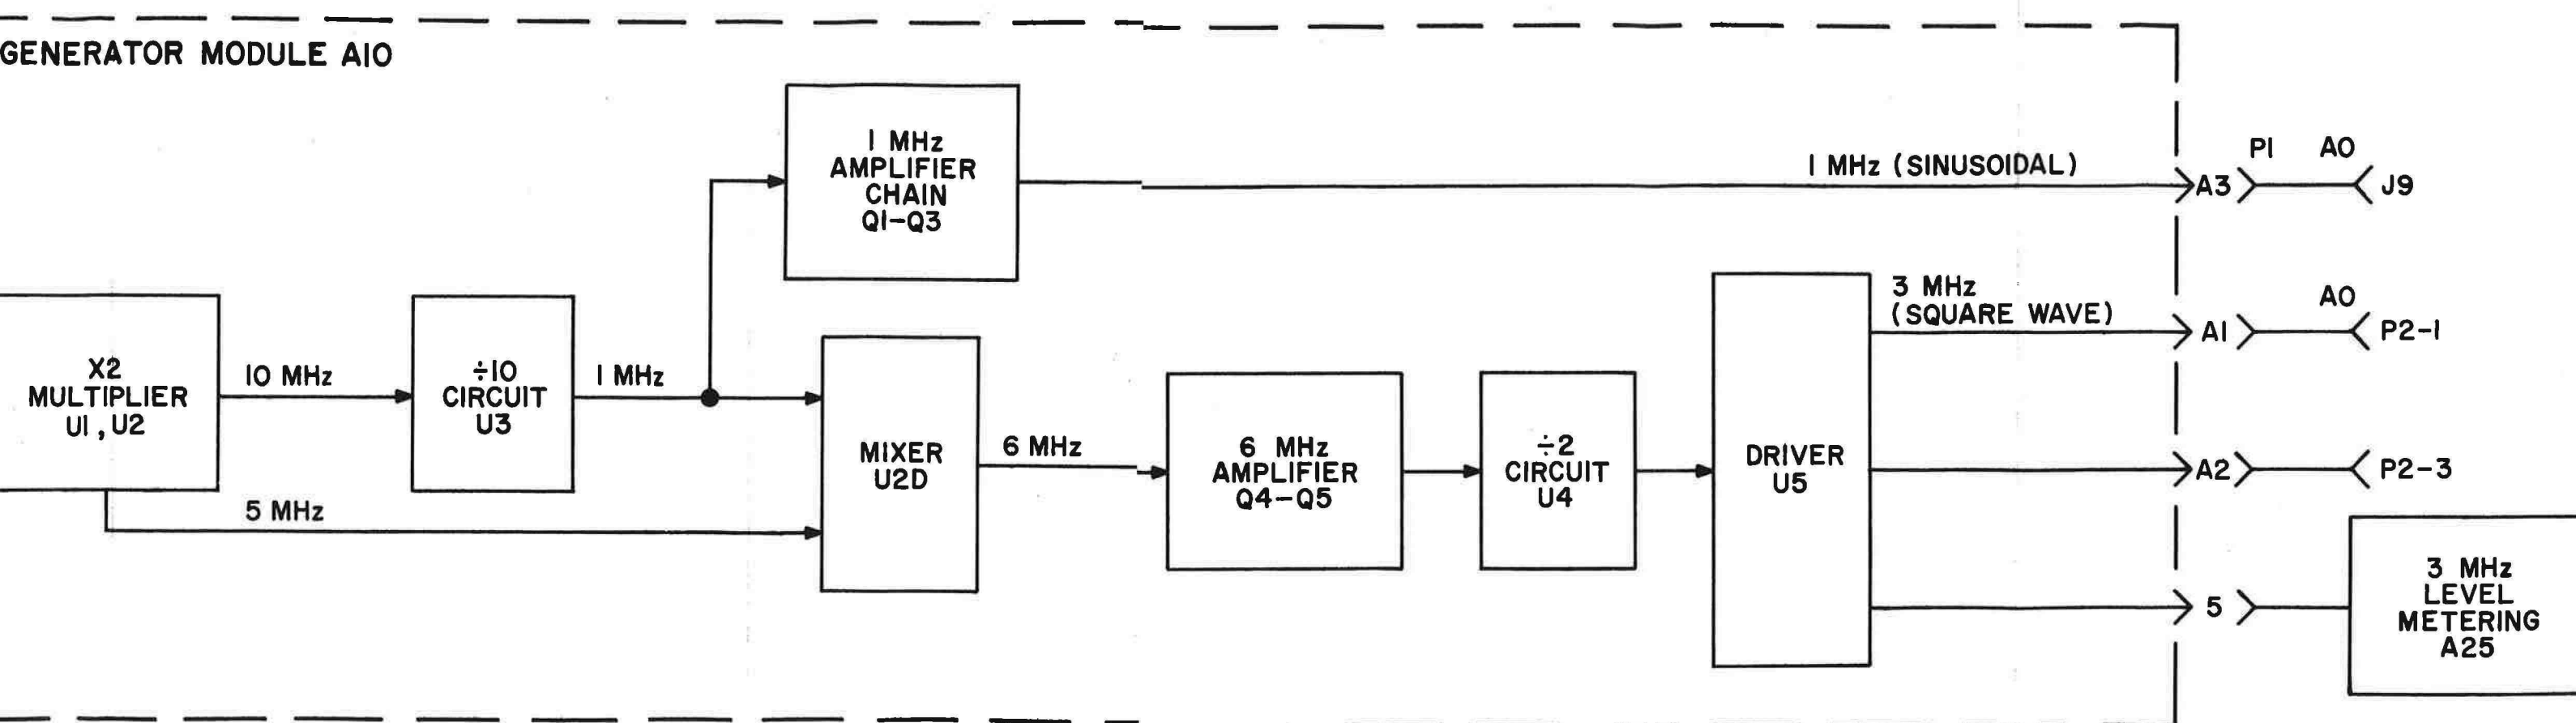 GENERATOR MODULE A10
1 MHz
AMPLIFIER
CHAIN
Q1-Q3
1 MHz (SINUSOIDAL)
A3
P1
A0
J9
X2
MULTIPLIER
U1, U2
10 MHz
÷10
CIRCUIT
U3
1 MHz
5 MHz
MIXER
U2D
6 MHz
6 MHz
AMPLIFIER
Q4-Q5
÷2
CIRCUIT
U4
DRIVER
U5
3 MHz
(SQUARE WAVE)
A1
A0
P2-1
A2
P2-3
5
3 MHz
LEVEL
METERING
A25